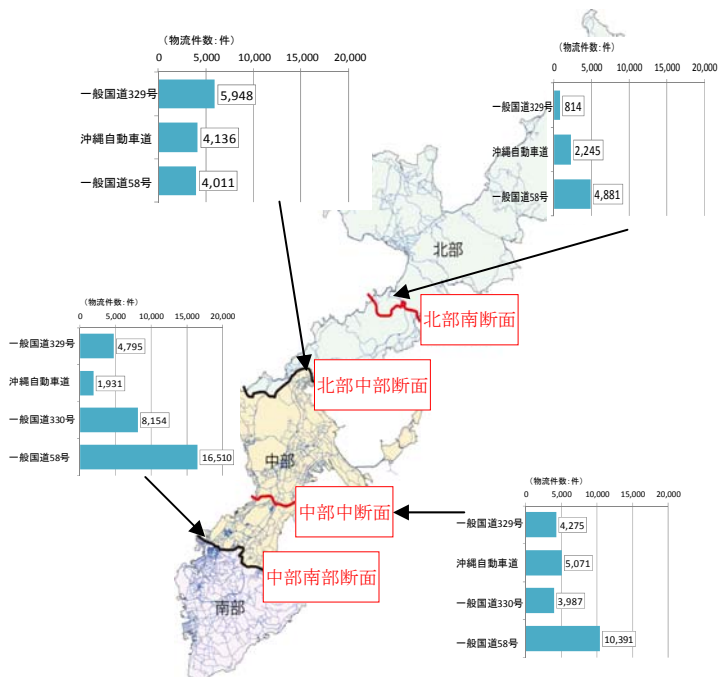 (物流件数:件)
0 5,000 10,000 15,000 20,000
一般国道329号 5,948
沖縄自動車道 4,136
一般国道58号 4,011
(物流件数:件)
0 5,000 10,000 15,000 20,000
一般国道329号 814
沖縄自動車道 2,245
一般国道58号 4,881
北部
北部南断面
(物流件数:件)
0 5,000 10,000 15,000 20,000
一般国道329号 4,795
沖縄自動車道 1,931
一般国道330号 8,154
一般国道58号 16,510
北部中部断面
中部
中部中断面
(物流件数:件)
0 5,000 10,000 15,000 20,000
一般国道329号 4,275
沖縄自動車道 5,071
一般国道330号 3,987
一般国道58号 10,391
中部南部断面
南部